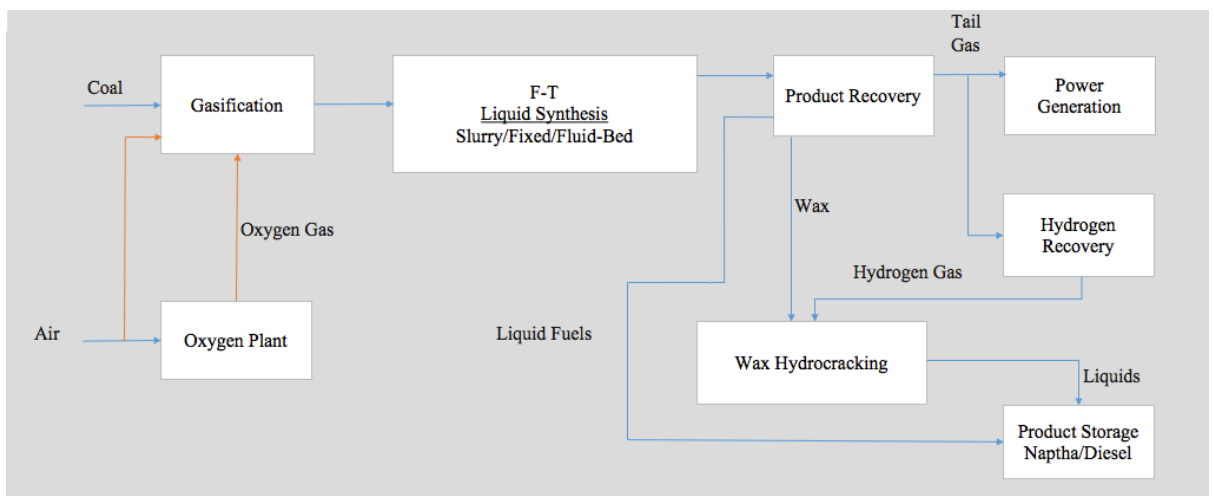 Tail
Gas
Coal
Gasification
F-T
Liquid Synthesis
Slurry/Fixed/Fluid-Bed
Product Recovery
Power
Generation
Oxygen Gas
Wax
Hydrogen
Recovery
Hydrogen Gas
Air
Oxygen Plant
Liquid Fuels
Wax Hydrocracking
Liquids
Product Storage
Naptha/Diesel